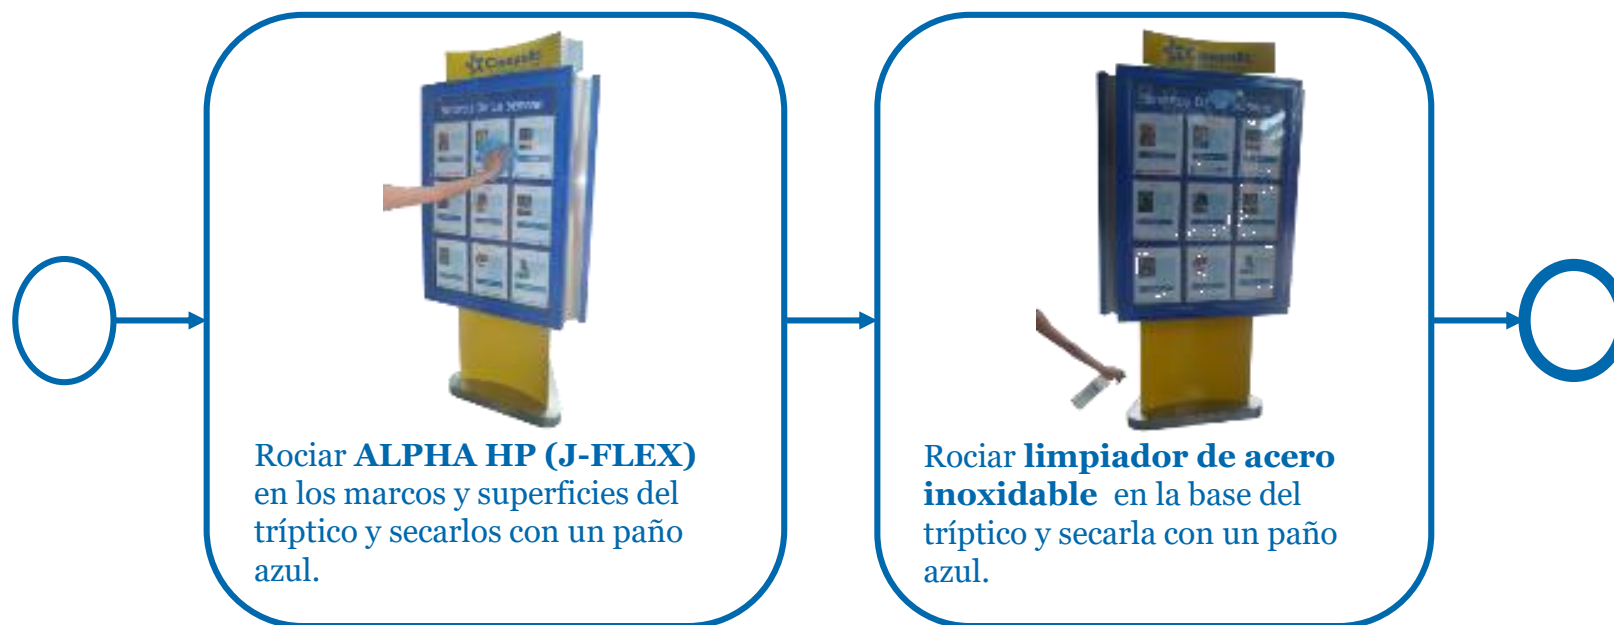 Cinépolis
Rociar ALPHA HP (J-FLEX)
en los marcos y superficies del
tríptico y secarlos con un paño
azul.
Rociar limpiador de acero
inoxidable en la base del
tríptico y secarla con un paño
azul.